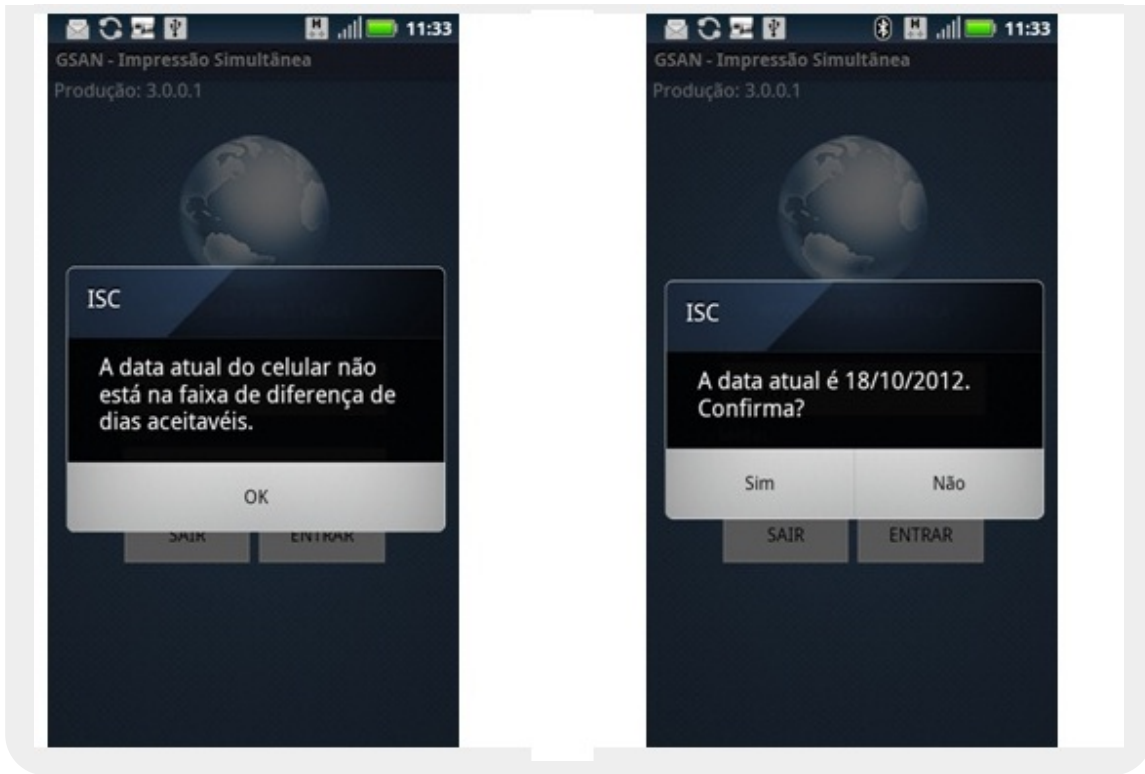 11:33
GSAN - Impressão Simultânea
Produção: 3.0.0.1
ISC
A data atual do celular não
está na faixa de diferença de
dias aceitavéis.
OK
SAIR
ENTRAR
11:33
GSAN - Impressão Simultânea
Produção: 3.0.0.1
ISC
A data atual é 18/10/2012.
Confirma?
Sim
Não
SAIR
ENTRAR